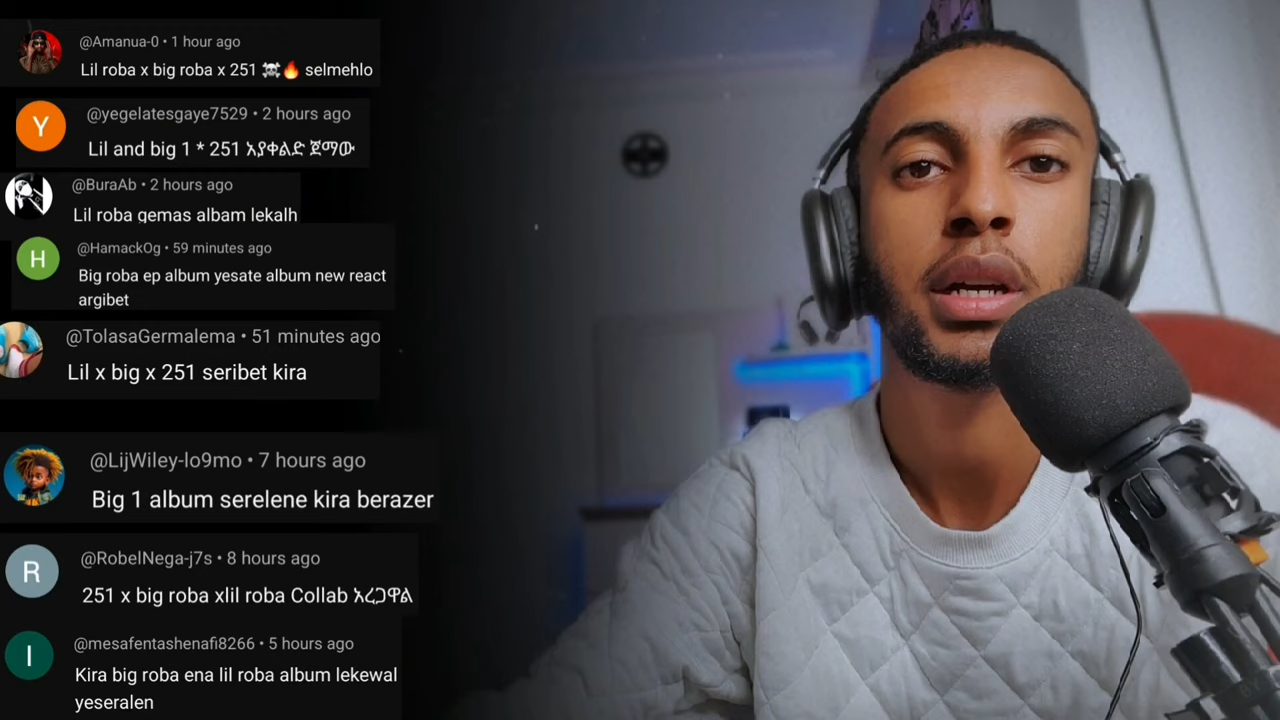 @Amanua-0 • 1 hour ago
Lil roba x big roba x 251 ☠️🔥 selmehlo
@yegelatesgaye7529 • 2 hours ago
Y
Lil and big 1 * 251 አያቀልድ ጀማው
@BuraAb • 2 hours ago
Lil roba gemas albam lekalh
@HamackOg • 59 minutes ago
H
Big roba ep album yesate album new react
argibet
@TolasaGermalema • 51 minutes ago
Lil x big x 251 seribet kira
@LijWiley-lo9mo • 7 hours ago
Big 1 album serelene kira berazer
@RobelNega-j7s • 8 hours ago
R
251 x big roba xlil roba Collab አረጋዋል
@mesafentashenafi8266 • 5 hours ago
I
Kira big roba ena lil roba album lekewal
yeseralen